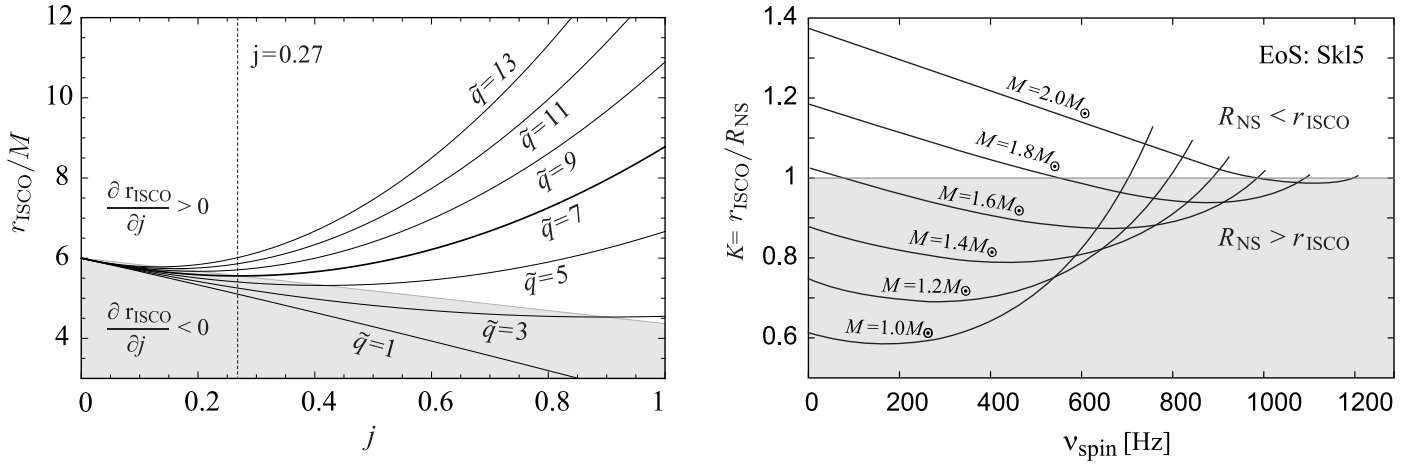 12
10
8
6
4
r_ISCO/M
j=0.27
q̃=13
q̃=11
q̃=9
q̃=7
q̃=5
q̃=3
q̃=1
∂ r_ISCO / ∂j > 0
∂ r_ISCO / ∂j < 0
0 0.2 0.4 0.6 0.8 1
j
1.4
1.2
1
0.8
0.6
K= r_ISCO / R_NS
EoS: Skl5
M=2.0M⊙
M=1.8M⊙
M=1.6M⊙
M=1.4M⊙
M=1.2M⊙
M=1.0M⊙
R_NS < r_ISCO
R_NS > r_ISCO
0 200 400 600 800 1000 1200
ν_spin [Hz]